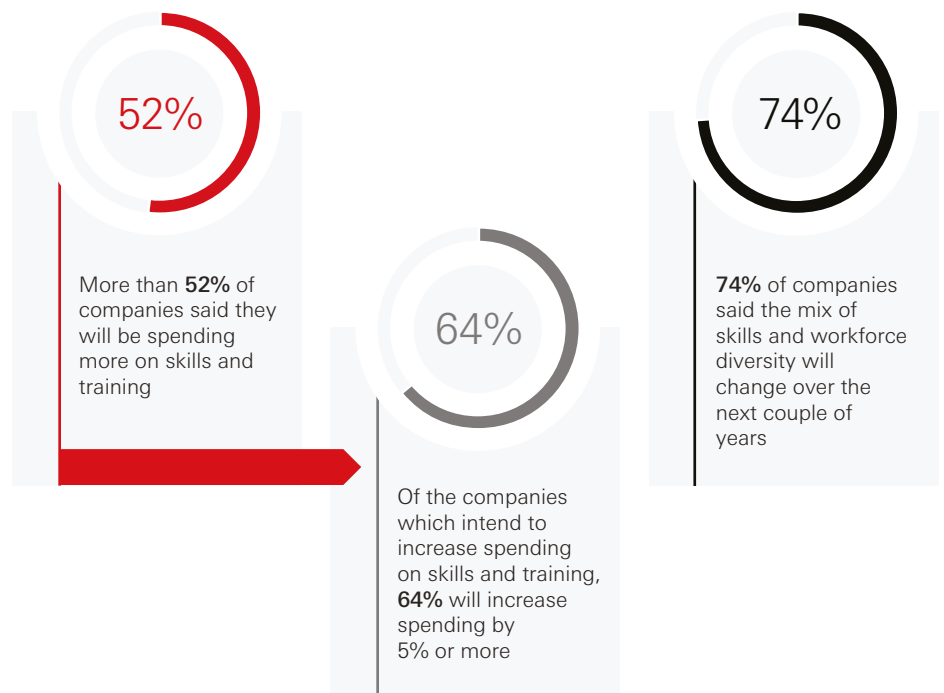 52%
More than 52% of
companies said they
will be spending
more on skills and
training
64%
Of the companies
which intend to
increase spending
on skills and training,
64% will increase
spending by
5% or more
74%
74% of companies
said the mix of
skills and workforce
diversity will
change over the
next couple of
years